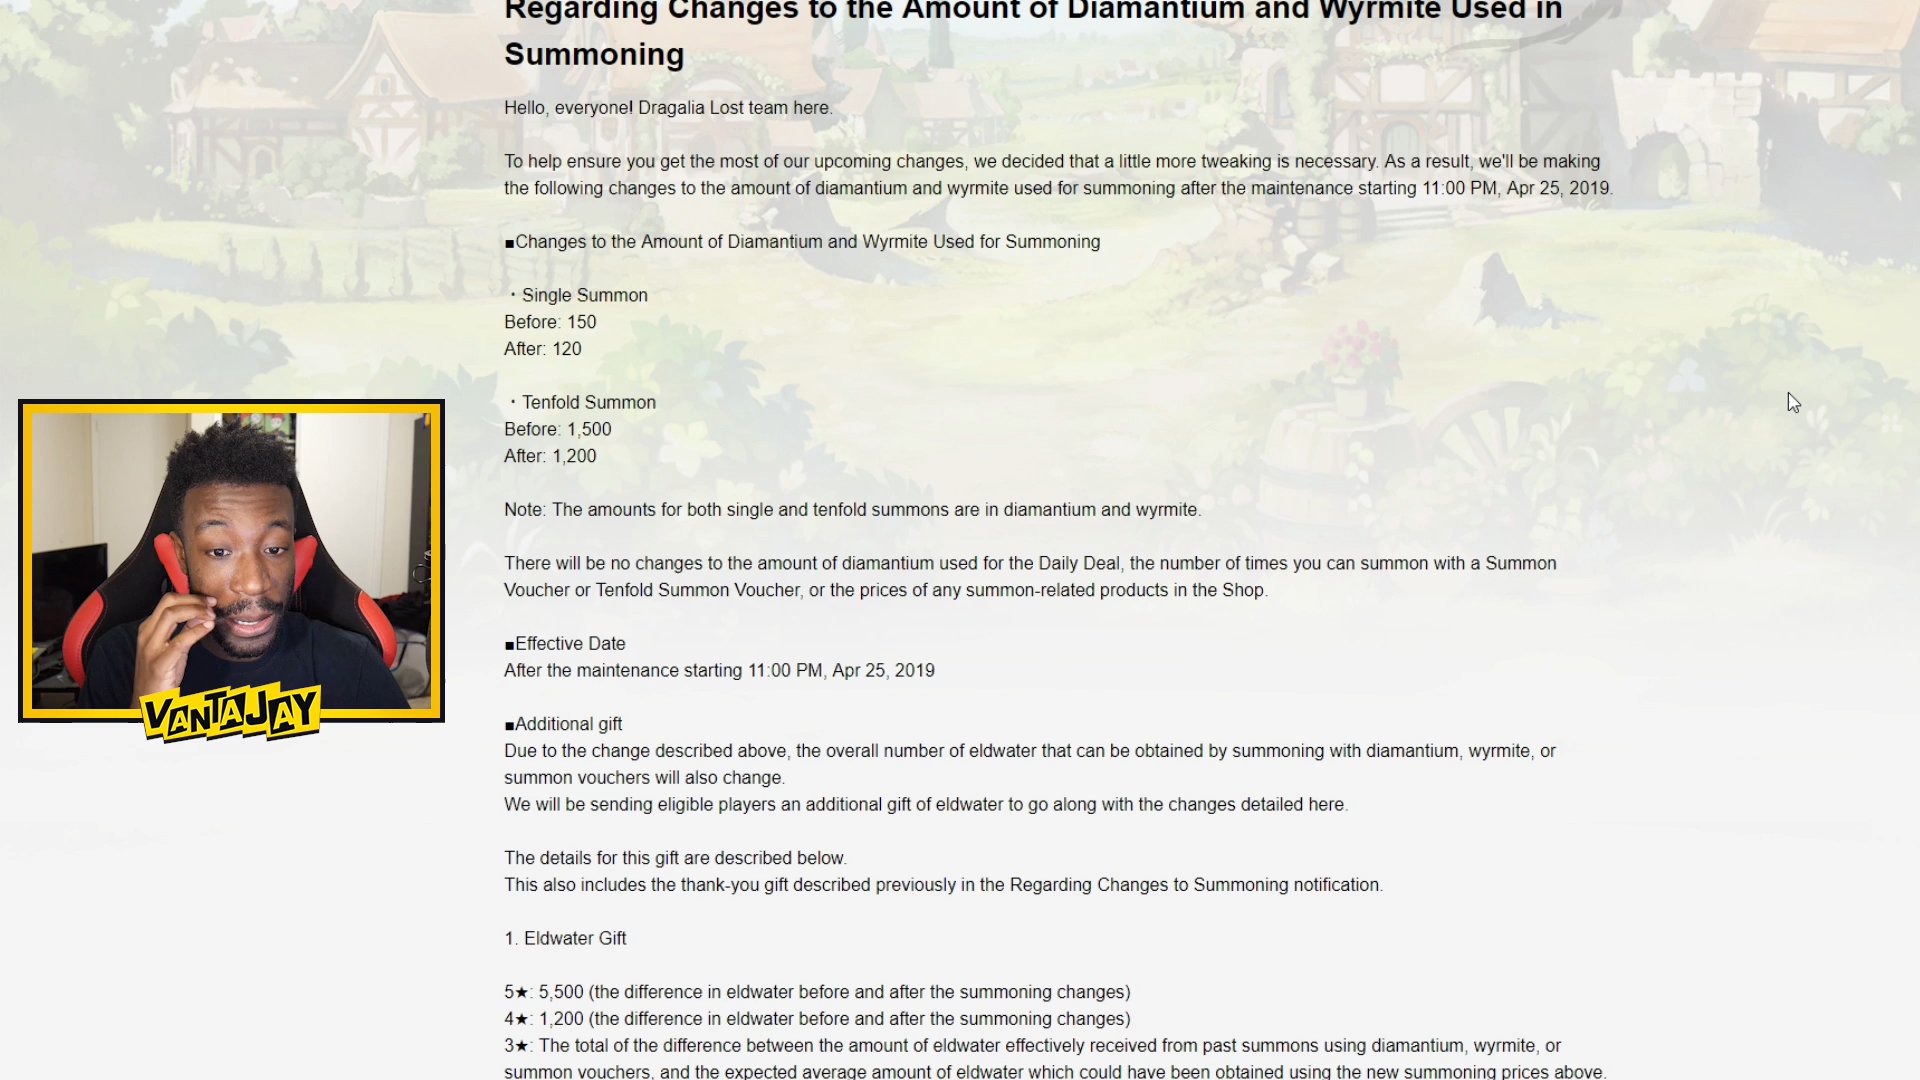 Regarding Changes to the Amount of Diamantium and Wyrmite Used in
Summoning
Hello, everyone! Dragalia Lost team here.
To help ensure you get the most of our upcoming changes, we decided that a little more tweaking is necessary. As a result, we'll be making
the following changes to the amount of diamantium and wyrmite used for summoning after the maintenance starting 11:00 PM, Apr 25, 2019.
■Changes to the Amount of Diamantium and Wyrmite Used for Summoning
・Single Summon
Before: 150
After: 120
・Tenfold Summon
Before: 1,500
After: 1,200
Note: The amounts for both single and tenfold summons are in diamantium and wyrmite.
There will be no changes to the amount of diamantium used for the Daily Deal, the number of times you can summon with a Summon
Voucher or Tenfold Summon Voucher, or the prices of any summon-related products in the Shop.
■Effective Date
After the maintenance starting 11:00 PM, Apr 25, 2019
■Additional gift
Due to the change described above, the overall number of eldwater that can be obtained by summoning with diamantium, wyrmite, or
summon vouchers will also change.
We will be sending eligible players an additional gift of eldwater to go along with the changes detailed here.
The details for this gift are described below.
This also includes the thank-you gift described previously in the Regarding Changes to Summoning notification.
1. Eldwater Gift
5★: 5,500 (the difference in eldwater before and after the summoning changes)
4★: 1,200 (the difference in eldwater before and after the summoning changes)
3★: The total of the difference between the amount of eldwater effectively received from past summons using diamantium, wyrmite, or
summon vouchers, and the expected average amount of eldwater which could have been obtained using the new summoning prices above.
VANTAJAY